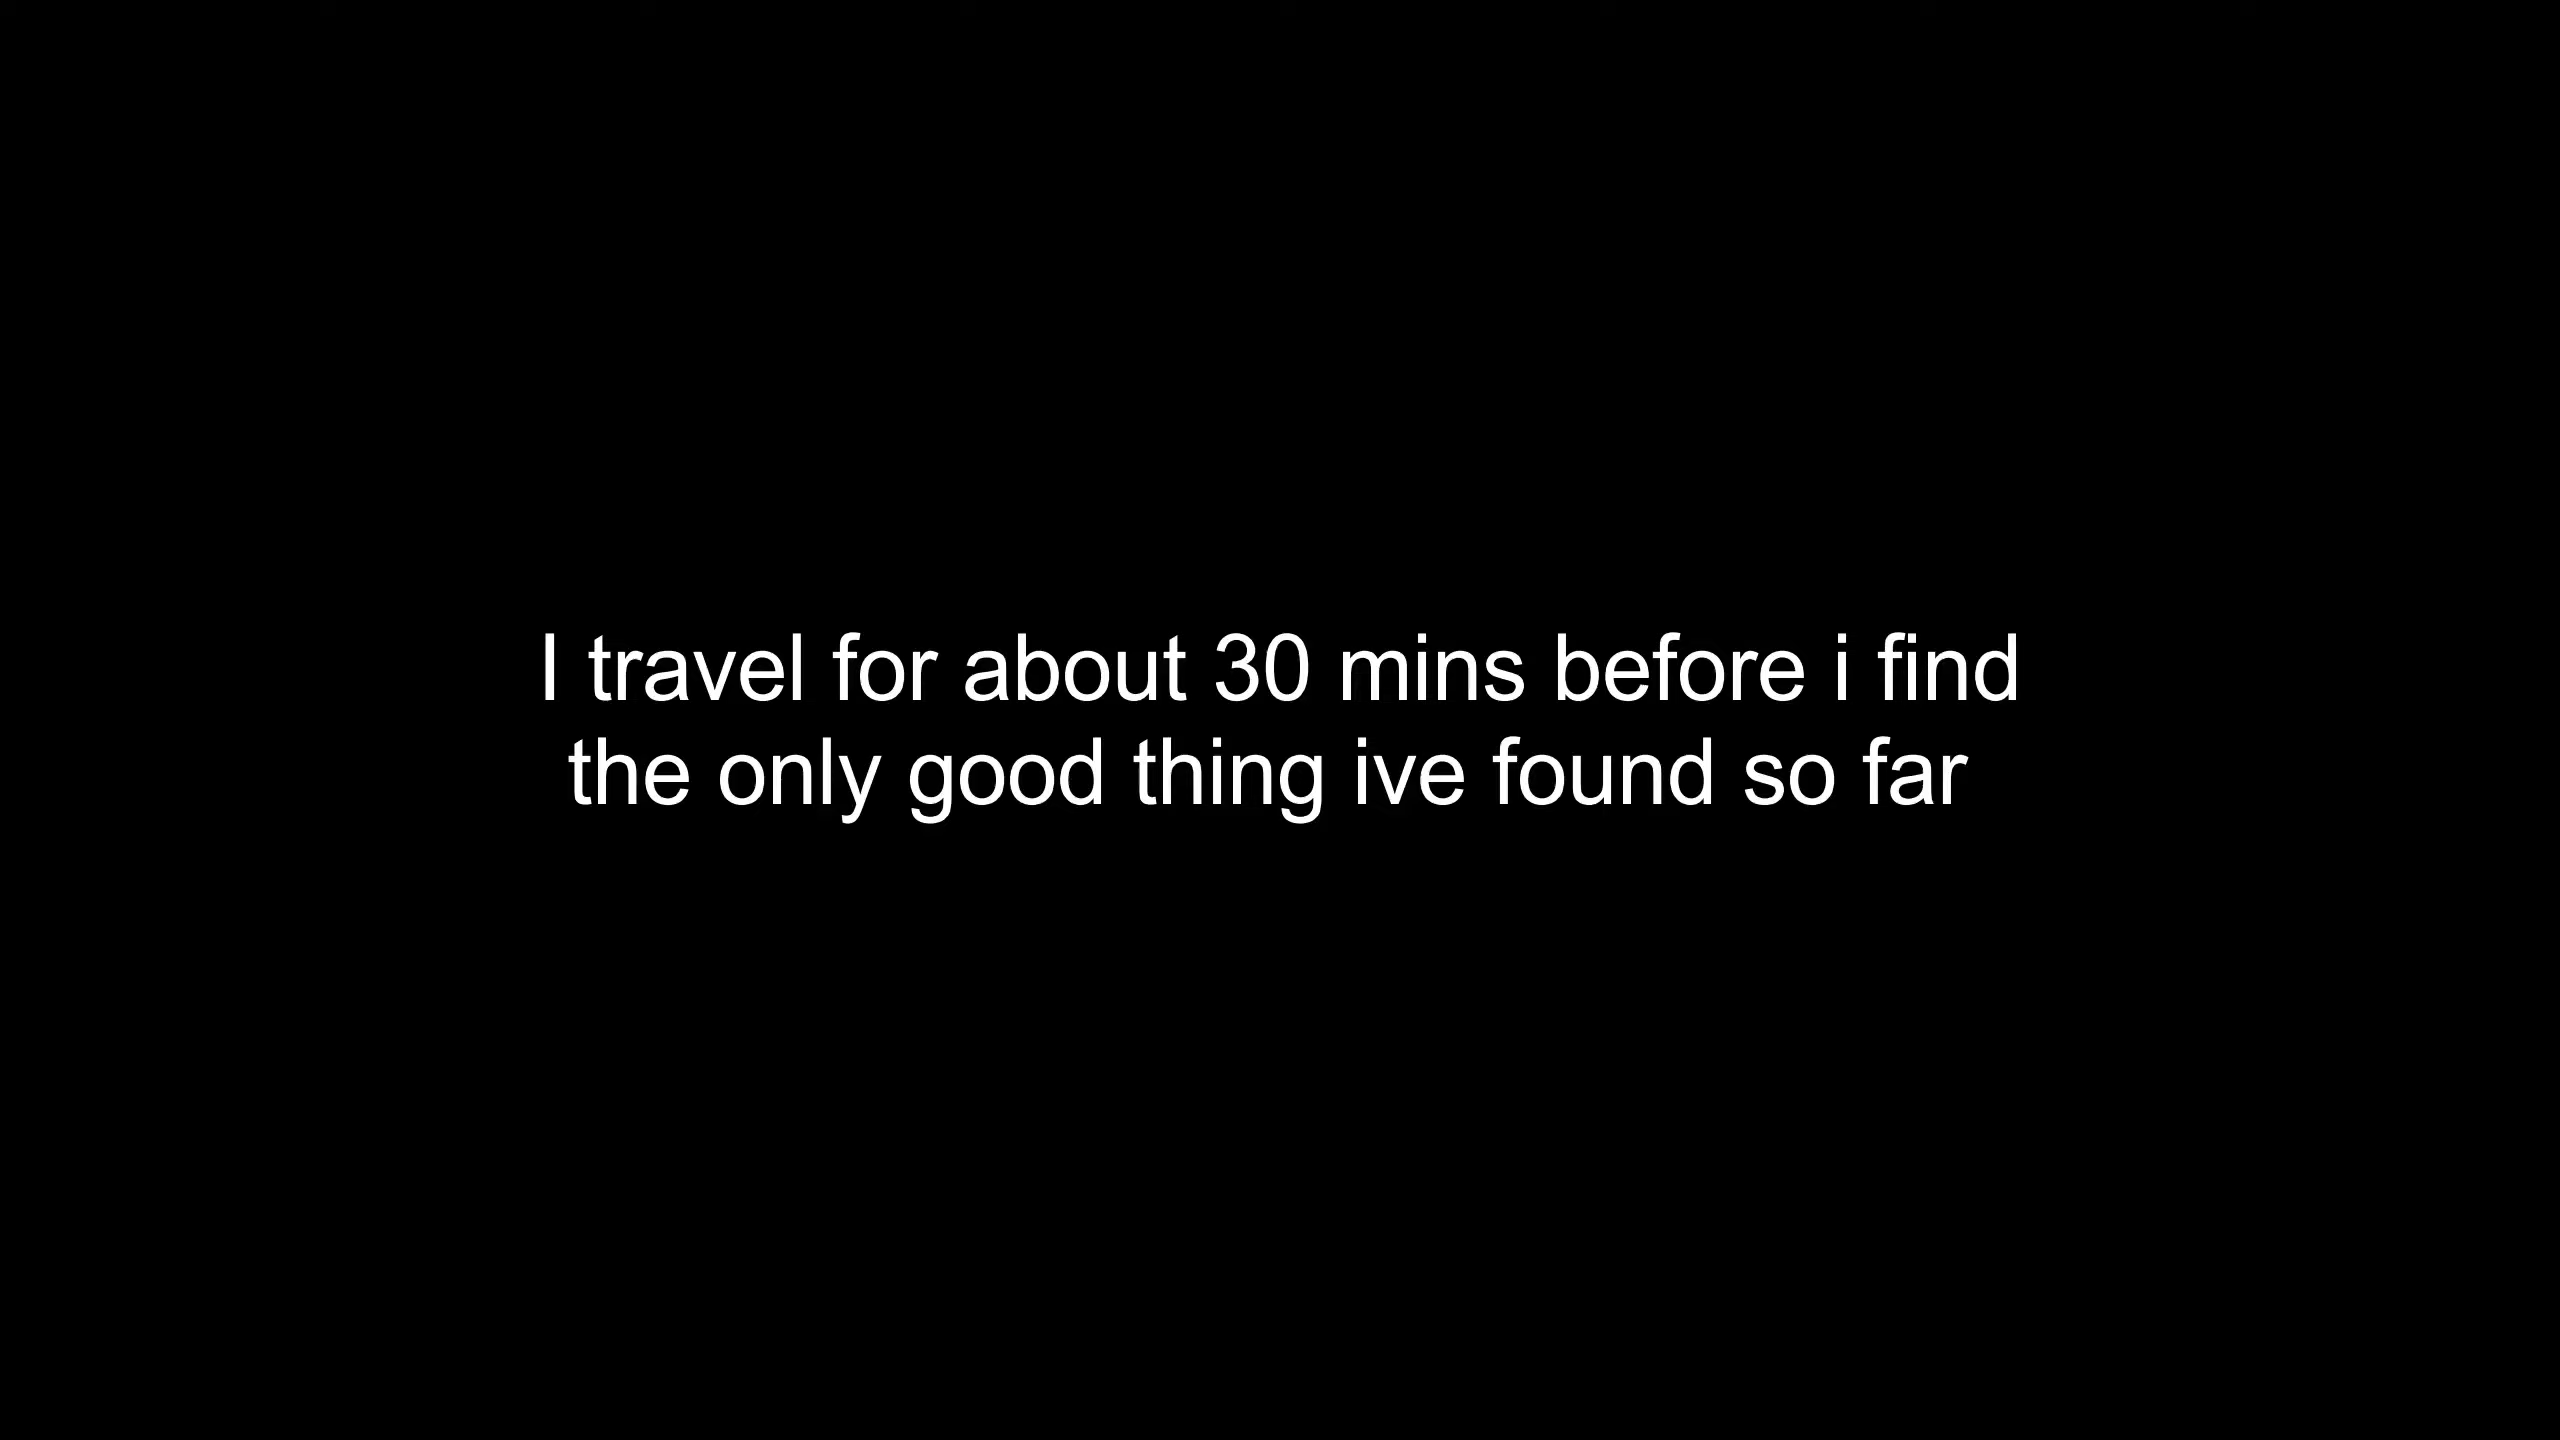 I travel for about 30 mins before i find
the only good thing ive found so far